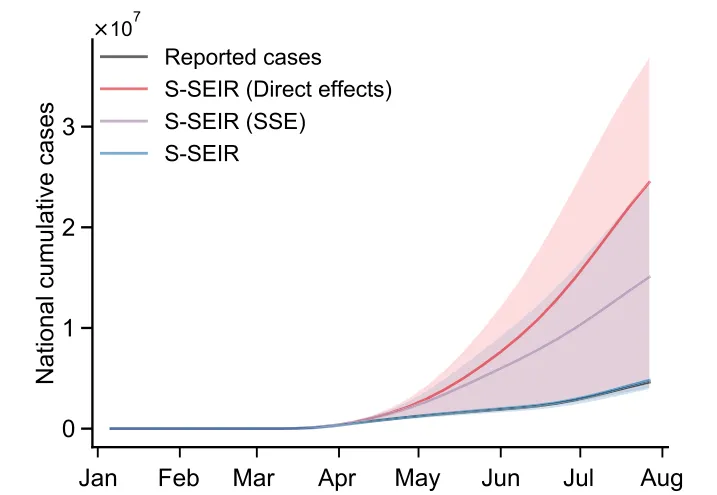 ×10⁷
Reported cases
S-SEIR (Direct effects)
S-SEIR (SSE)
S-SEIR
National cumulative cases
3
2
1
0
Jan Feb Mar Apr May Jun Jul Aug